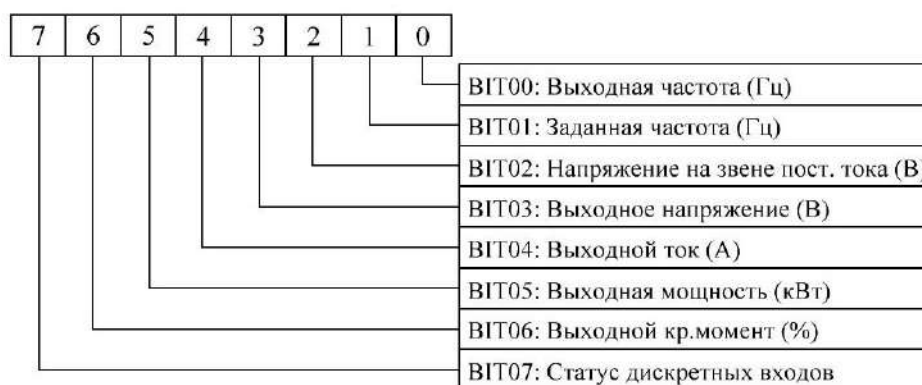 7 6 5 4 3 2 1 0
BIT00: Выходная частота (Гц)
BIT01: Заданная частота (Гц)
BIT02: Напряжение на звене пост. тока (В)
BIT03: Выходное напряжение (В)
BIT04: Выходной ток (А)
BIT05: Выходная мощность (кВт)
BIT06: Выходной кр.момент (%)
BIT07: Статус дискретных входов